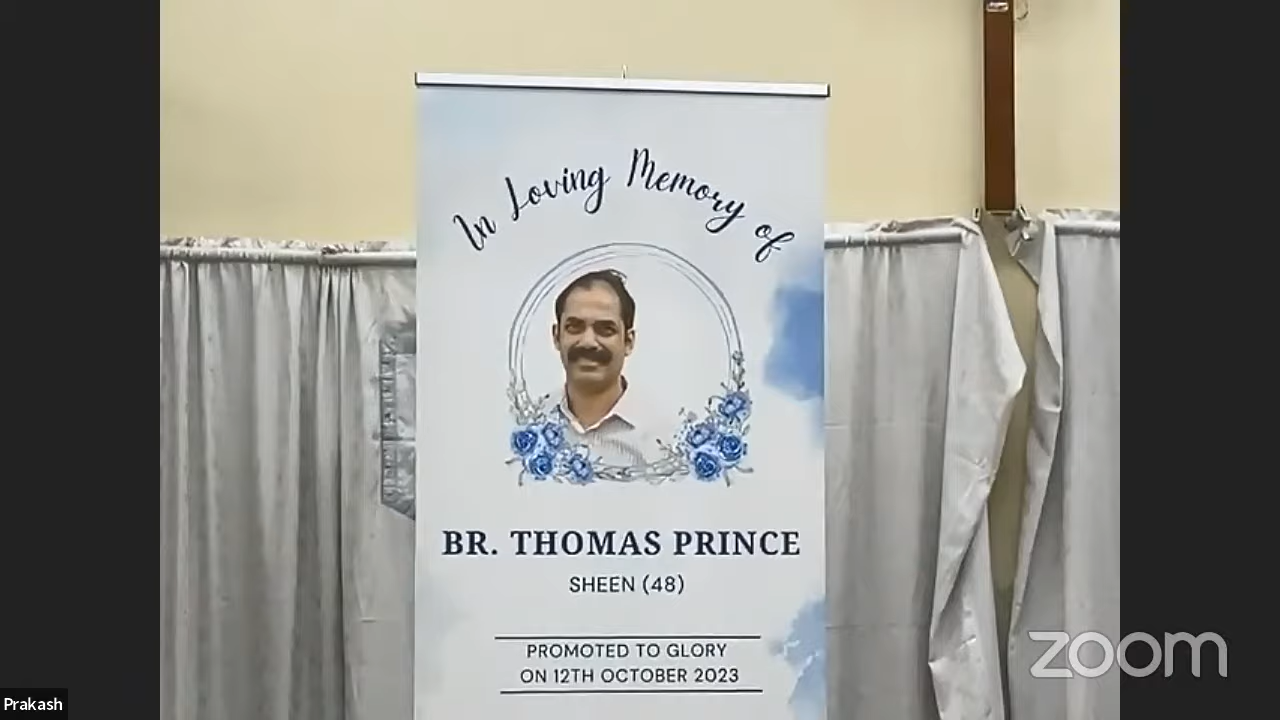 In Loving Memory of
BR. THOMAS PRINCE
SHEEN (48)
PROMOTED TO GLORY
ON 12TH OCTOBER 2023
zoom
Prakash